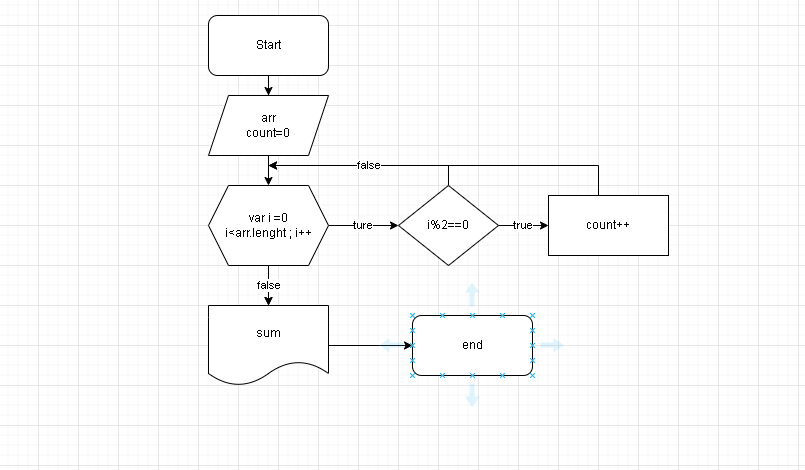 Start
arr
count=0
false
var i =0
i<arr.lenght ; i++
ture
i%2==0
true
count++
false
sum
end